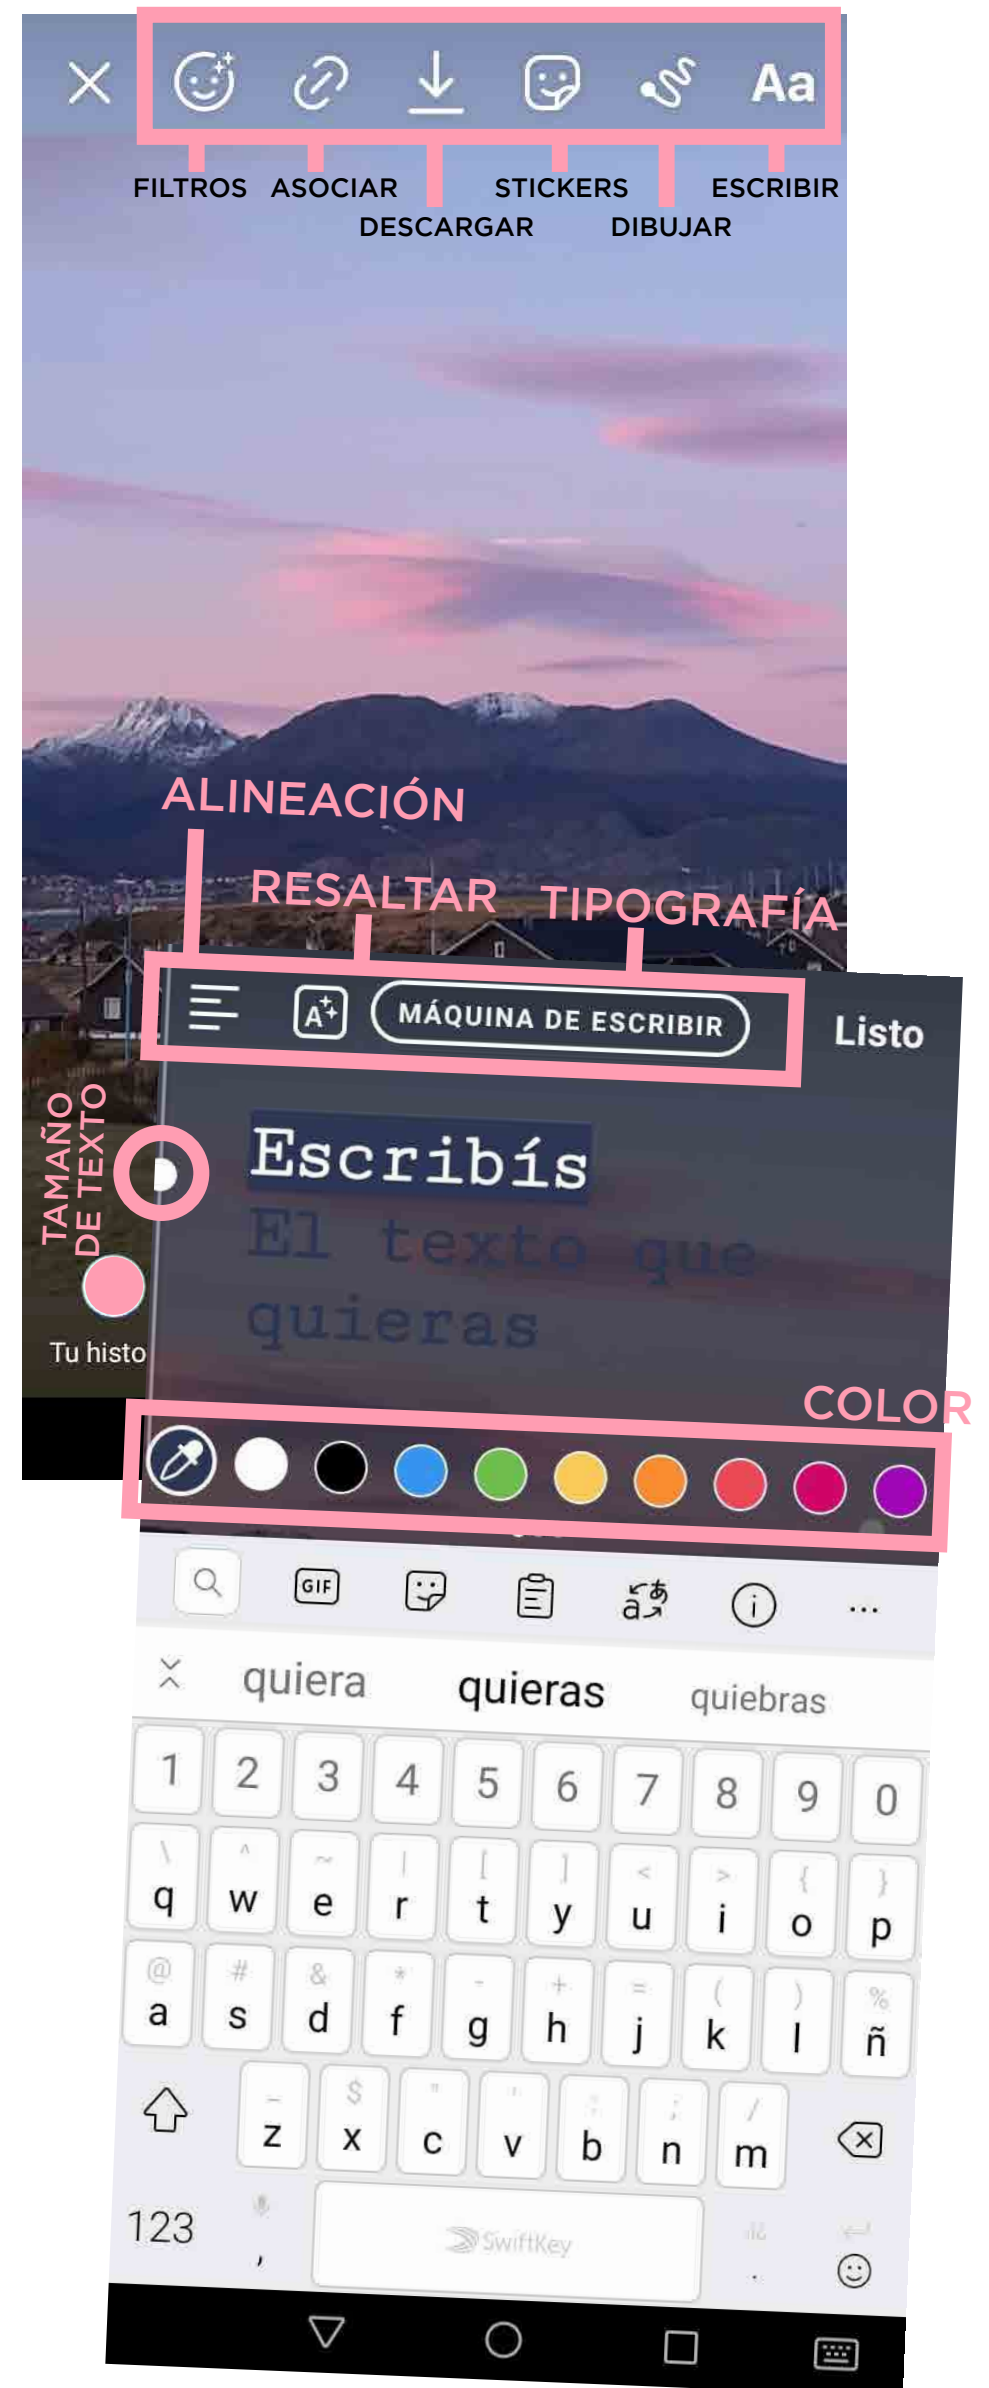 Aa
FILTROS ASOCIAR STICKERS ESCRIBIR
DESCARGAR DIBUJAR
ALINEACIÓN
RESALTAR TIPOGRAFÍA
A MÁQUINA DE ESCRIBIR Listo
TAMAÑO
DE TEXTO
Escribís
El texto que
quieras
Tu histo
COLOR
GIF aあ i ...
quiera quieras quiebras
1 2 3 4 5 6 7 8 9 0
\ ^ ~ | [ ] < > { }
q w e r t y u i o p
@ # & * - + = ( ) %
a s d f g h j k l ñ
_ $ " ' : ; /
z x c v b n m
123 , SwiftKey .